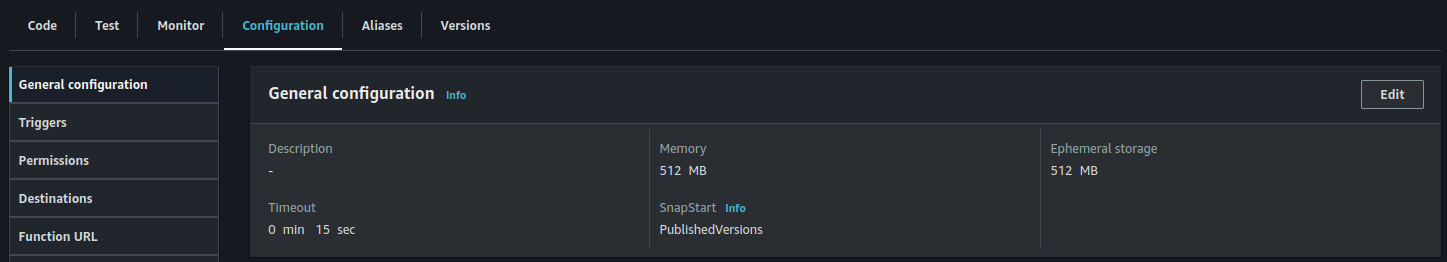 Code Test Monitor Configuration Aliases Versions
General configuration
Triggers
Permissions
Destinations
Function URL
General configuration Info Edit
Description Memory Ephemeral storage
- 512 MB 512 MB
Timeout SnapStart Info
0 min 15 sec PublishedVersions